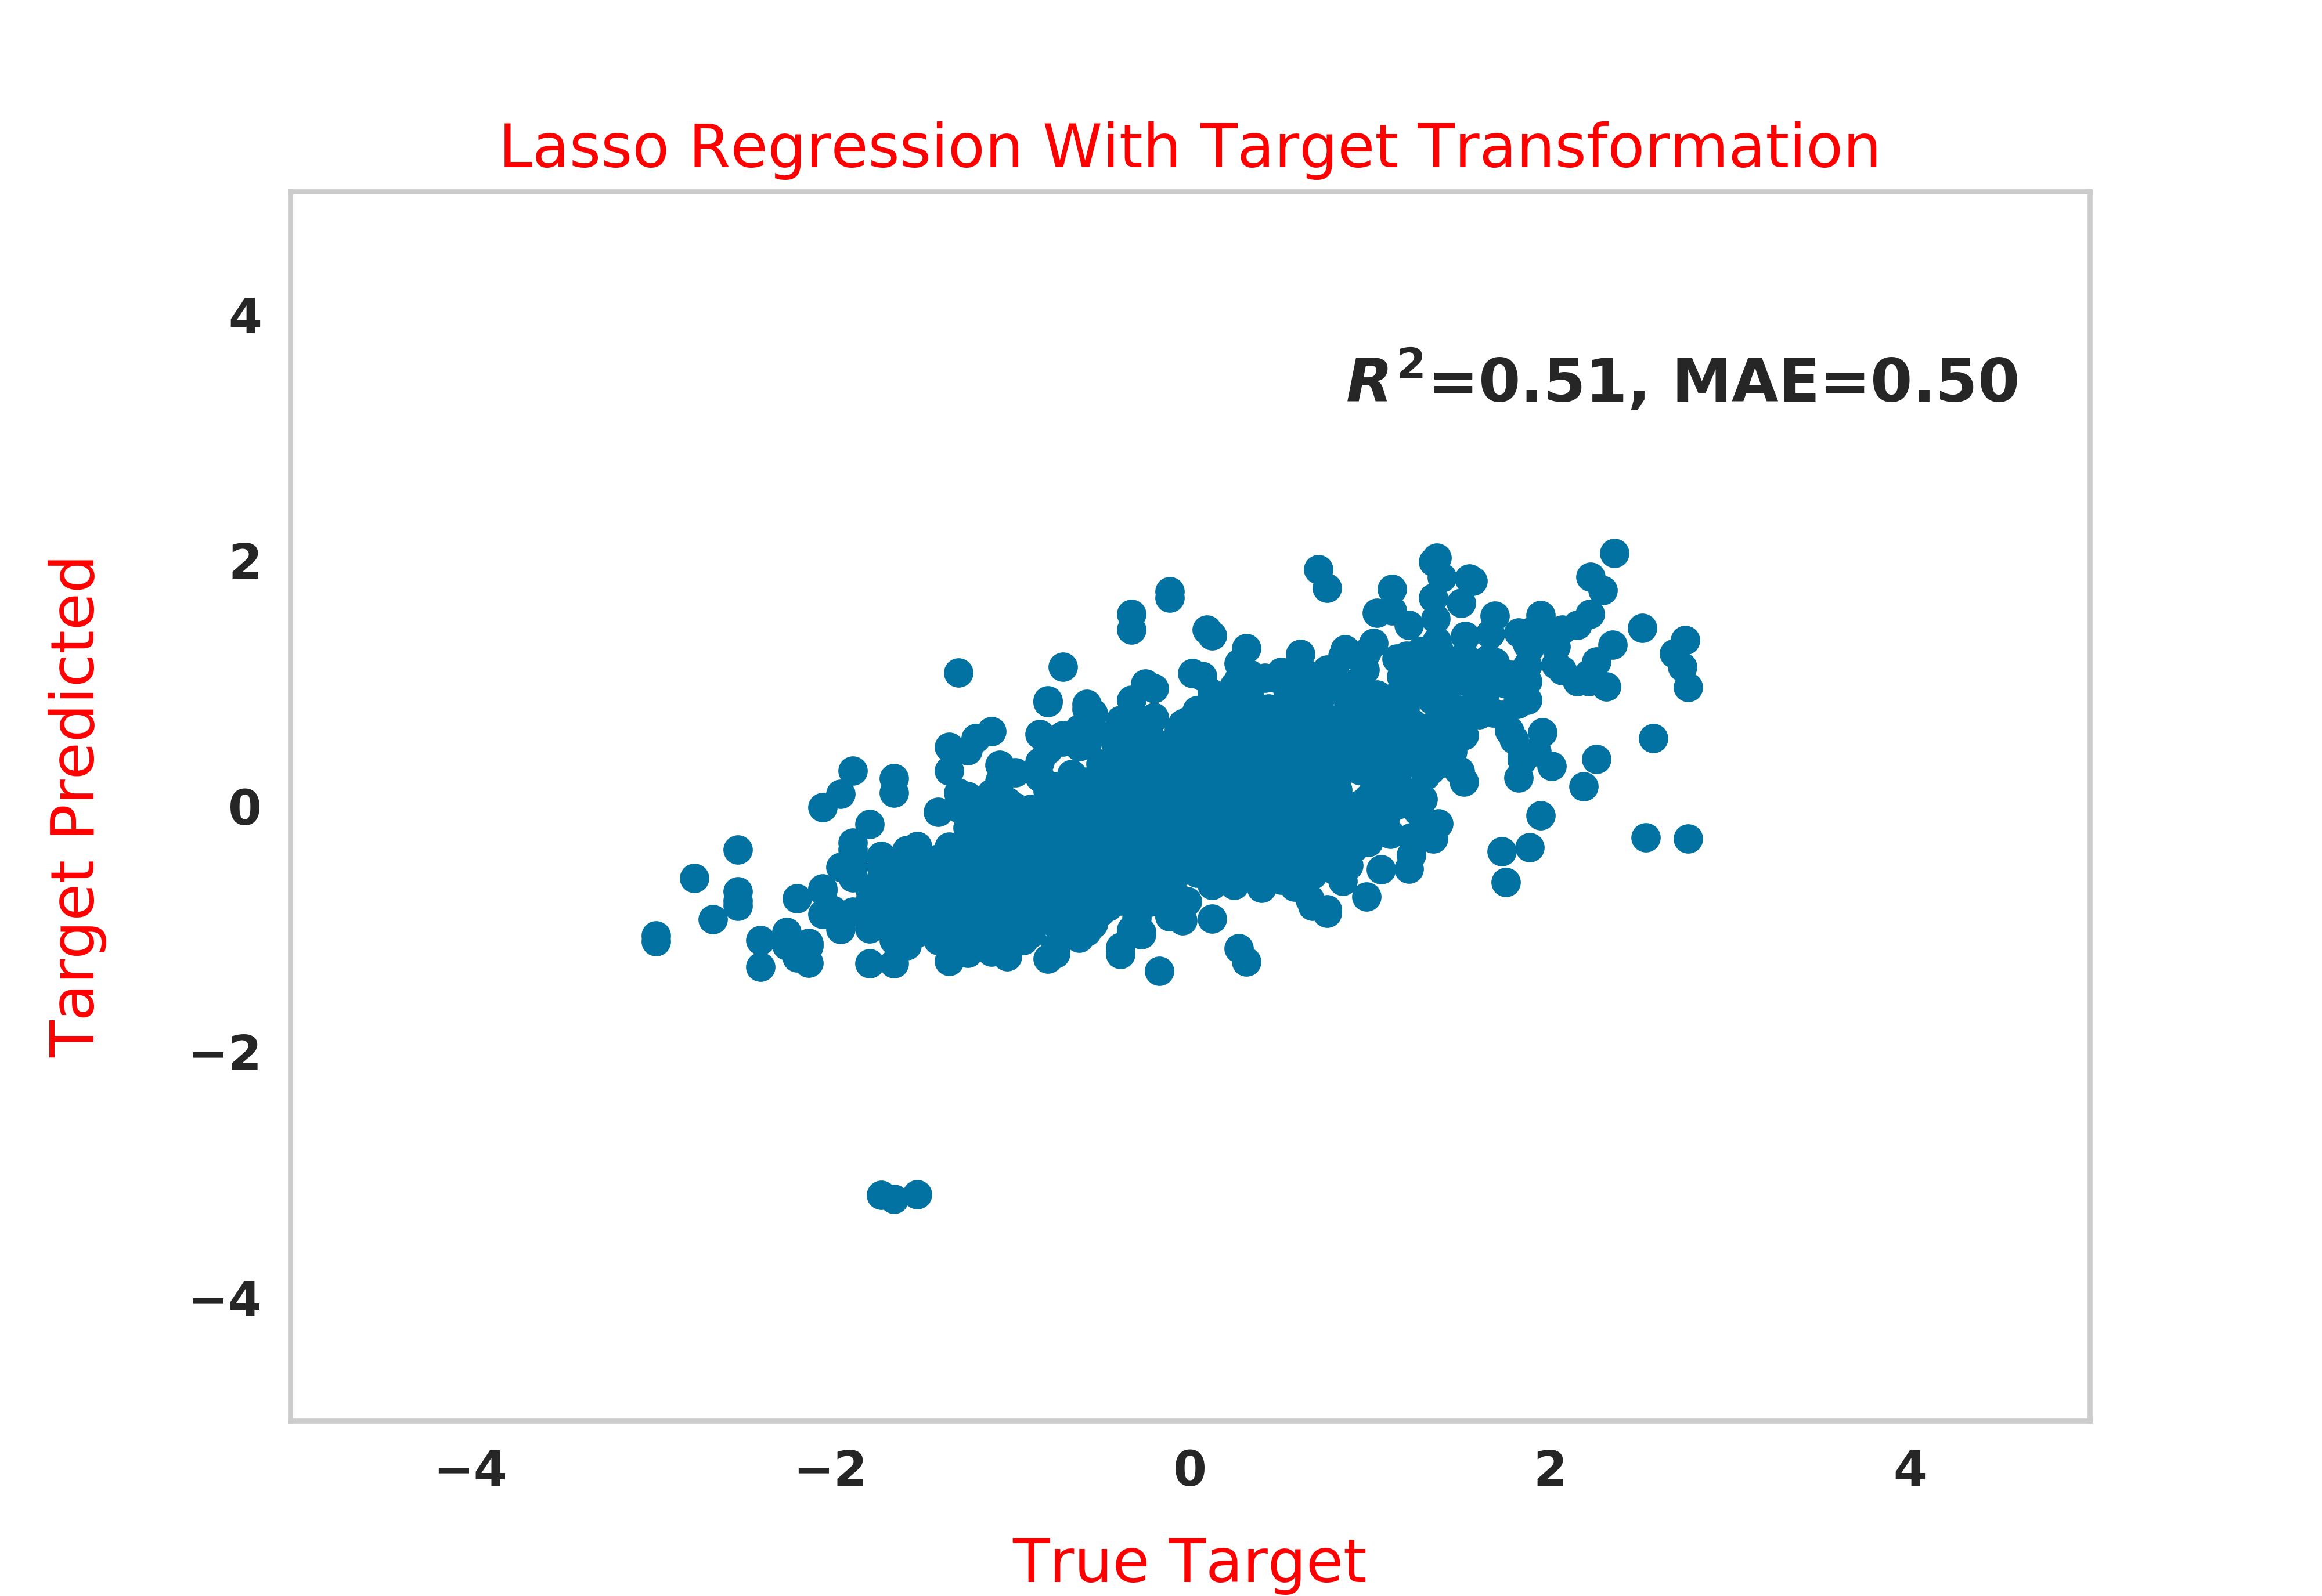 Lasso Regression With Target Transformation
R²=0.51, MAE=0.50
Target Predicted
4
2
0
−2
−4
−4
−2
0
2
4
True Target